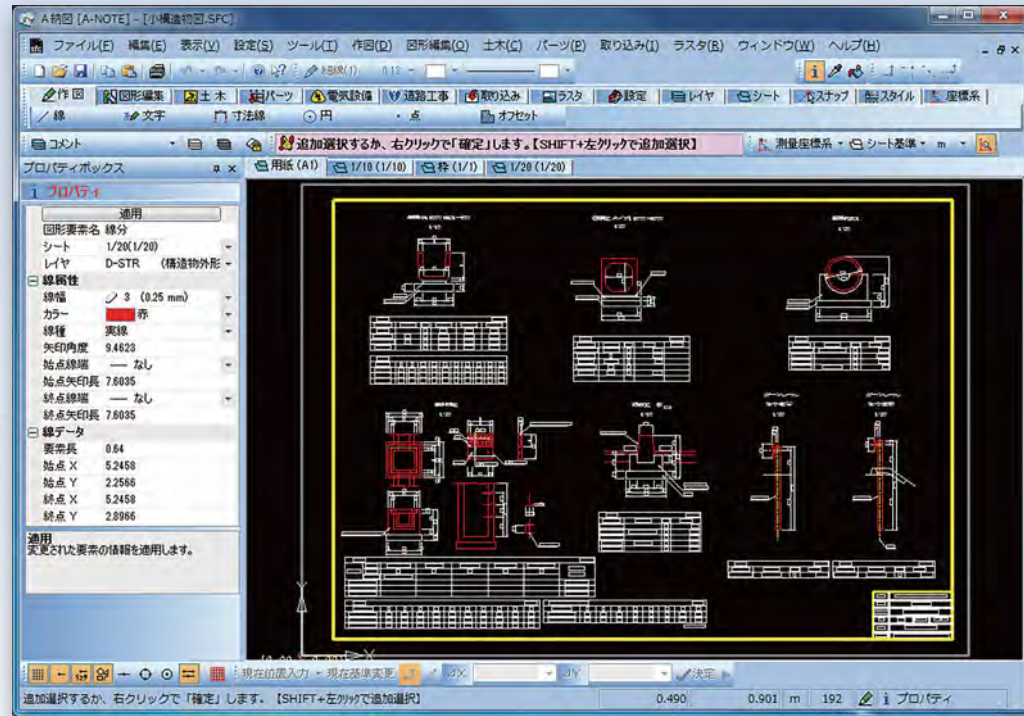 A納図 [A-NOTE] - [小構造物図.SFC]
ファイル(F) 編集(E) 表示(V) 設定(S) ツール(T) 作図(D) 図形編集(O) 土木(C) パーツ(P) 取り込み(I) ラスタ(R) ウィンドウ(W) ヘルプ(H)
細線(1) 0.13
作図 図形編集 土木 パーツ 電気設備 道路工事 取り込み ラスタ 設定 レイヤ シート スナップ スタイル 座標系
線 文字 寸法線 円 点 オフセット
コメント 追加選択するか、右クリックで「確定」します。【SHIFT+左クリックで追加選択】 測量座標系 シート基準 m
プロパティボックス
用紙 (A1) 1/10 (1/10) 枠 (1/1) 1/20 (1/20)
i プロパティ
適用
図形要素名 線分
シート 1/20(1/20)
レイヤ D-STR (構造物外形
線属性
線幅 3 (0.25 mm)
カラー 赤
線種 実線
矢印角度 9.4623
始点線端 なし
始点矢印長 7.6035
終点線端 なし
終点矢印長 7.6035
線データ
要素長 0.64
始点 X 5.2458
始点 Y 2.2566
終点 X 5.2458
終点 Y 2.8966
適用
変更された要素の情報を適用します。
Y
X
現在位置入力 現在基準変更 ΔX ΔY 決定
追加選択するか、右クリックで「確定」します。【SHIFT+左クリックで追加選択】 0.490 0.901 m 192 i プロパティ